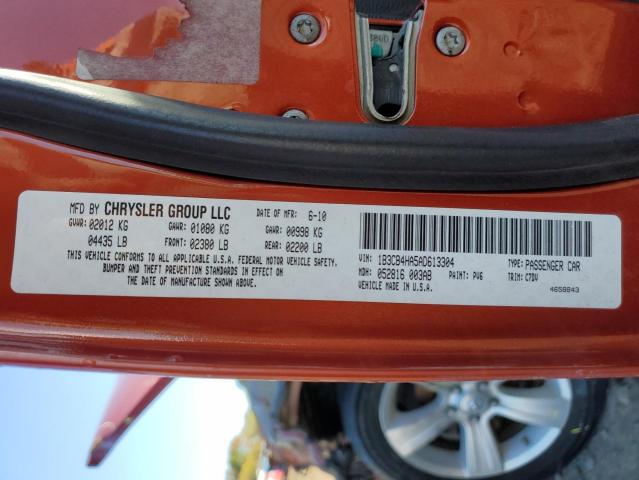 MFD BY CHRYSLER GROUP LLC DATE OF MFR: 6-10
GVWR: 02012 KG GAWR: 01080 KG GAWR: 00998 KG
04435 LB FRONT: 02380 LB REAR: 02200 LB
THIS VEHICLE CONFORMS TO ALL APPLICABLE U.S.A. FEDERAL MOTOR VEHICLE SAFETY,
BUMPER AND THEFT PREVENTION STANDARDS IN EFFECT ON
THE DATE OF MANUFACTURE SHOWN ABOVE.
VIN: 1B3CB4HA5AD613304 TYPE: PASSENGER CAR
MDH: 052816 003AB PAINT: PV6 TRIM: C7DV
VEHICLE MADE IN U.S.A.
4658843